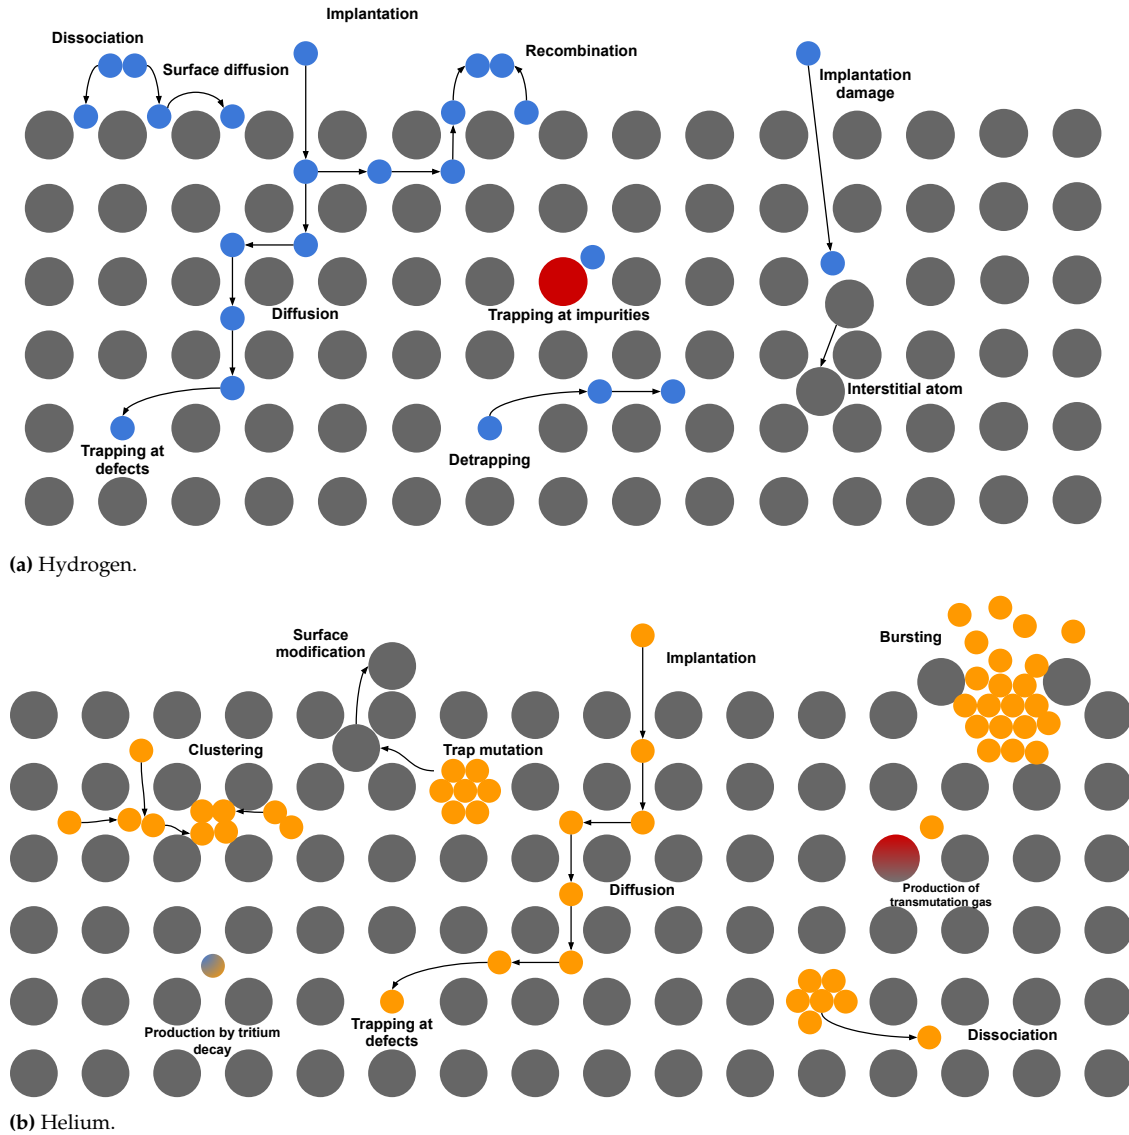 Implantation
Dissociation
Surface diffusion
Recombination
Implantation
damage
Diffusion
Trapping at impurities
Interstitial atom
Trapping at
defects
Detrapping
(a) Hydrogen.
Surface
modification
Implantation
Bursting
Clustering
Trap mutation
Diffusion
Production of
transmutation gas
Production by tritium
decay
Trapping at
defects
Dissociation
(b) Helium.